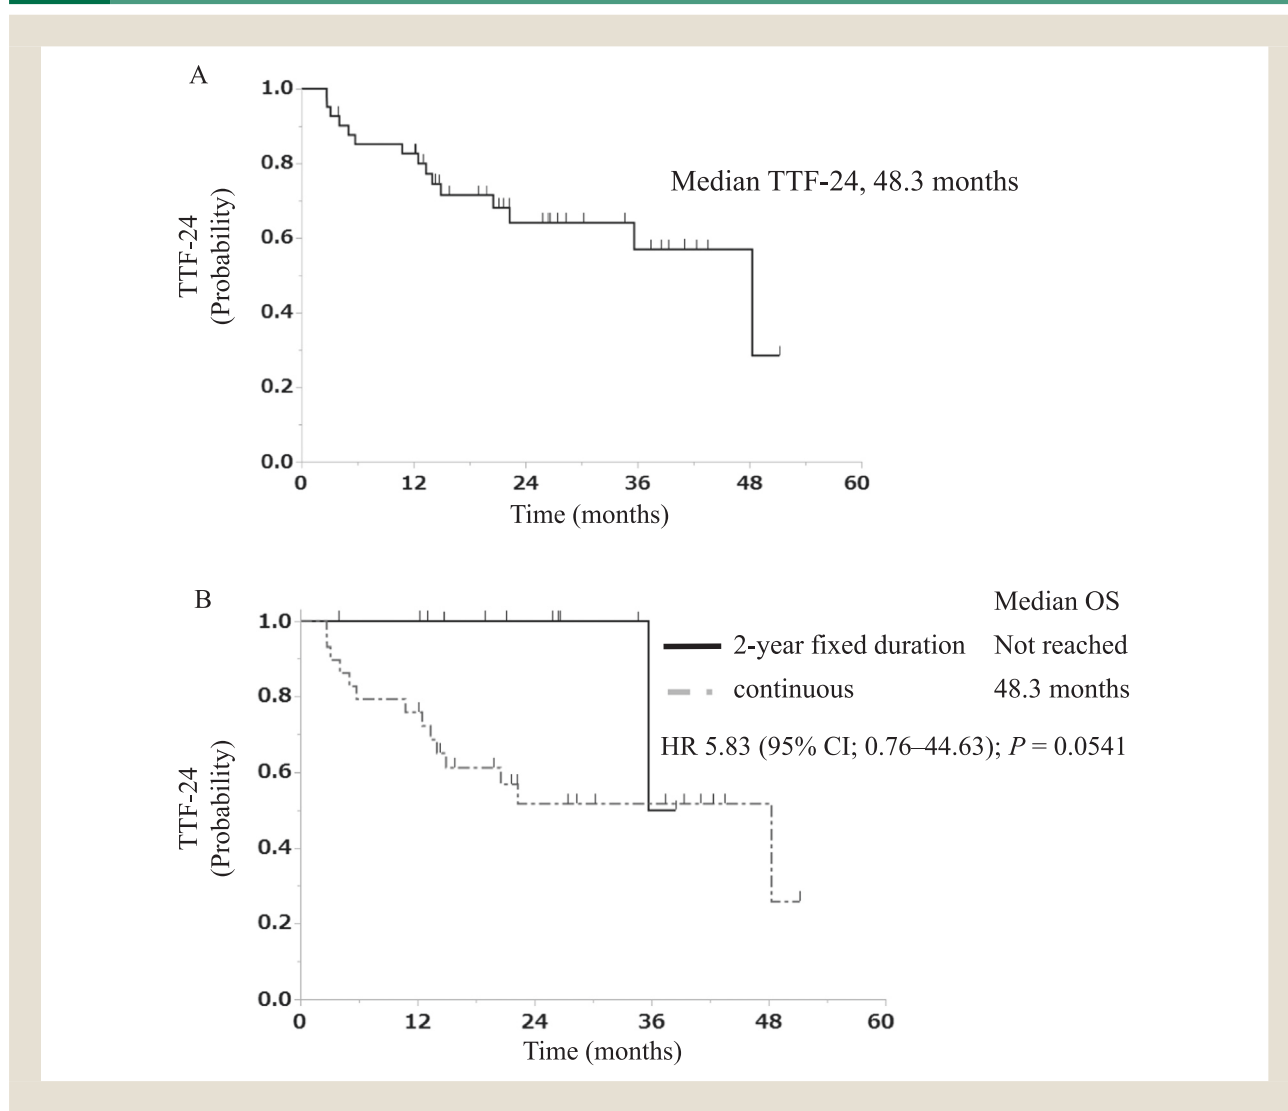 A
1.0
0.8
0.6
0.4
0.2
0.0
TTF-24
(Probability)
Median TTF-24, 48.3 months
0 12 24 36 48 60
Time (months)
B
1.0
0.8
0.6
0.4
0.2
0.0
TTF-24
(Probability)
Median OS
2-year fixed duration Not reached
continuous 48.3 months
HR 5.83 (95% CI; 0.76–44.63); P = 0.0541
0 12 24 36 48 60
Time (months)